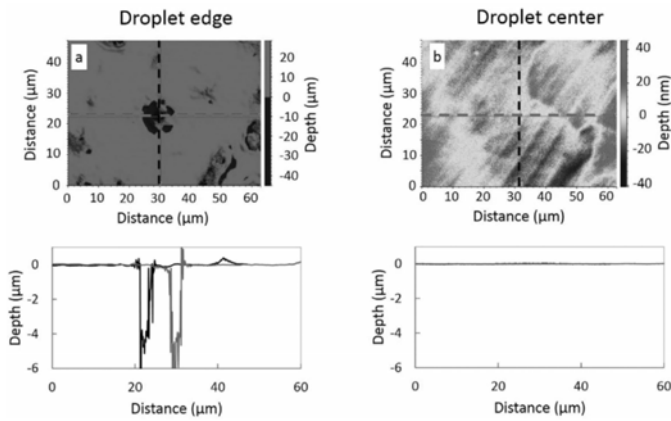 Droplet edge
Droplet center
a
Distance (µm)
40
30
20
10
0
0 10 20 30 40 50 60
Distance (µm)
20
10
0
-10
-20
-30
-40
Depth (µm)
b
Distance (µm)
40
30
20
10
0
0 10 20 30 40 50 60
Distance (µm)
40
20
0
-20
-40
Depth (nm)
Depth (µm)
0
-2
-4
-6
0 20 40 60
Distance (µm)
Depth (µm)
0
-2
-4
-6
0 20 40 60
Distance (µm)